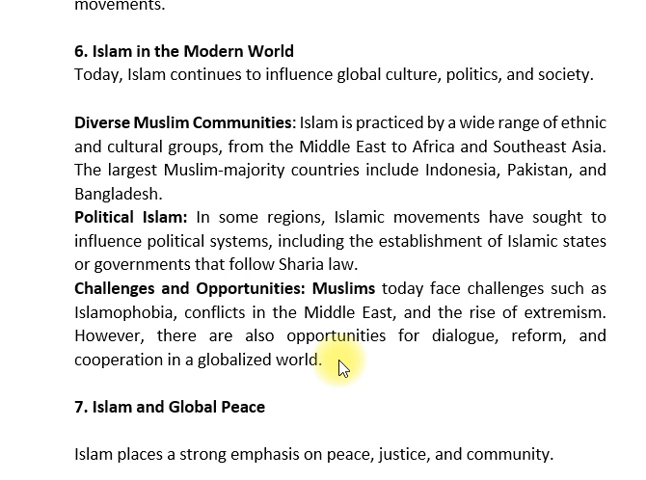 movements.
6. Islam in the Modern World
Today, Islam continues to influence global culture, politics, and society.
Diverse Muslim Communities: Islam is practiced by a wide range of ethnic
and cultural groups, from the Middle East to Africa and Southeast Asia.
The largest Muslim-majority countries include Indonesia, Pakistan, and
Bangladesh.
Political Islam: In some regions, Islamic movements have sought to
influence political systems, including the establishment of Islamic states
or governments that follow Sharia law.
Challenges and Opportunities: Muslims today face challenges such as
Islamophobia, conflicts in the Middle East, and the rise of extremism.
However, there are also opportunities for dialogue, reform, and
cooperation in a globalized world.
7. Islam and Global Peace
Islam places a strong emphasis on peace, justice, and community.